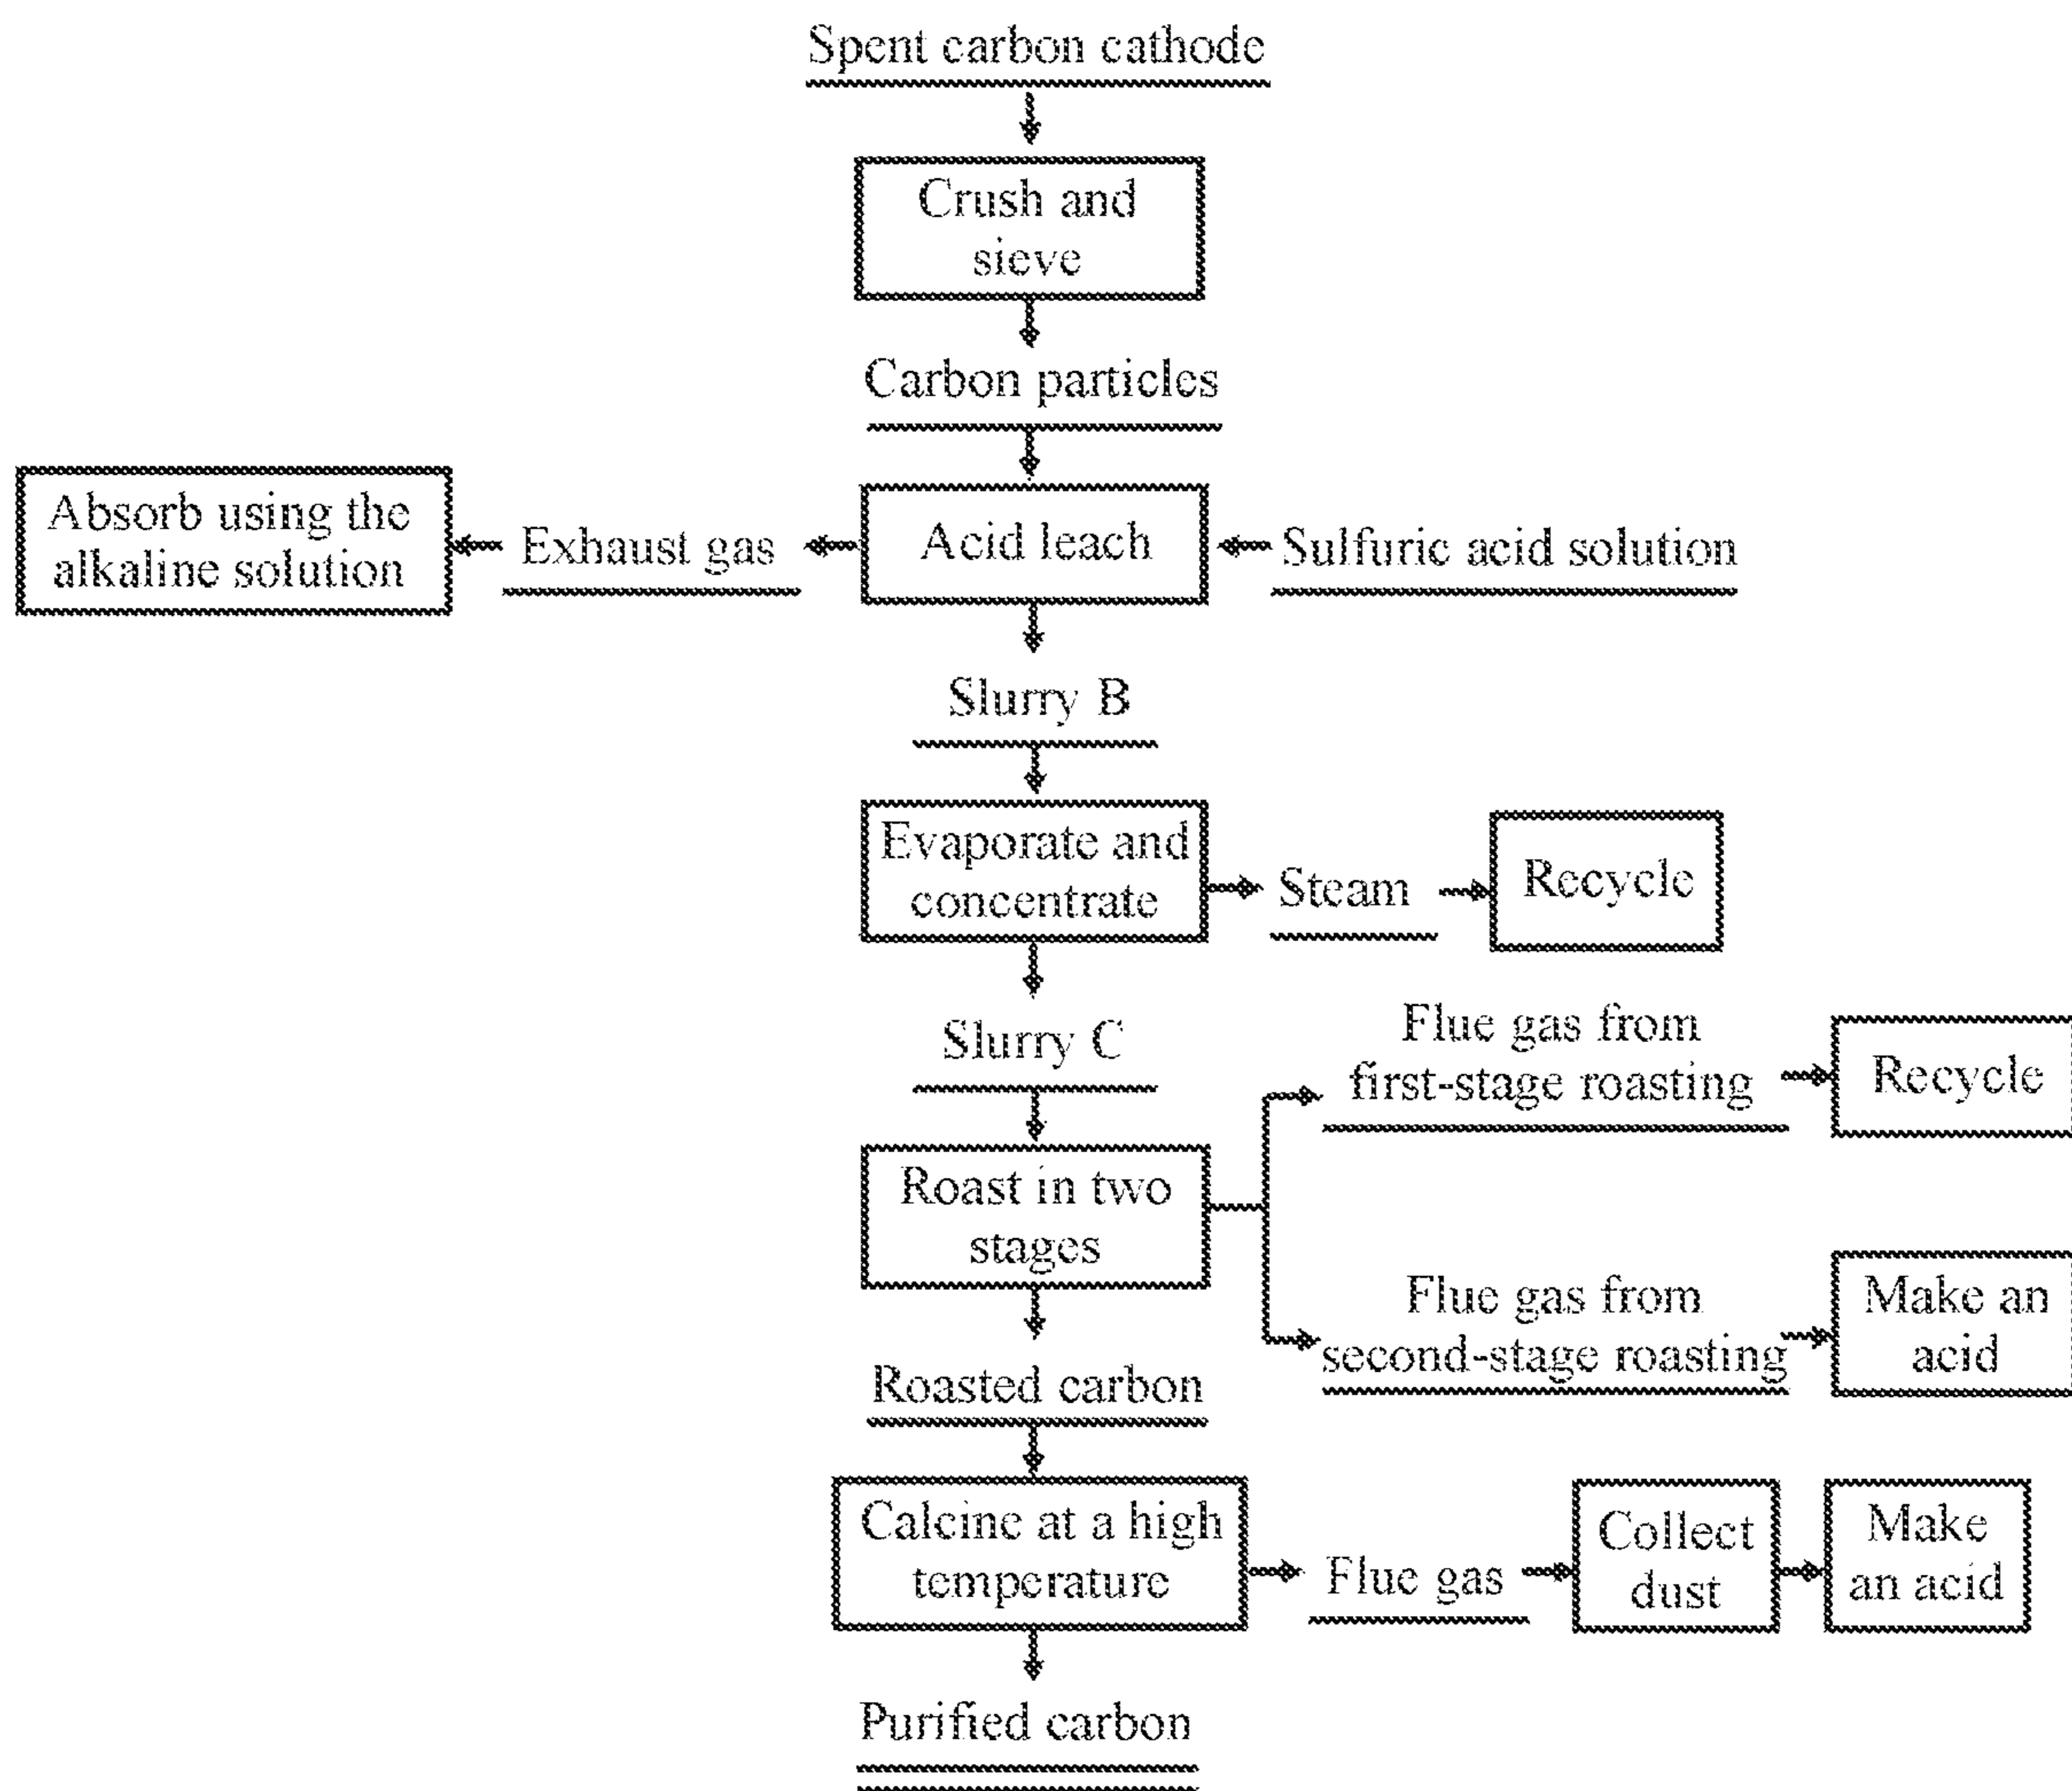 Spent carbon cathode
Crush and
sieve
Carbon particles
Absorb using the
alkaline solution
Exhaust gas
Acid leach
Sulfuric acid solution
Slurry B
Evaporate and
concentrate
Steam
Recycle
Slurry C
Flue gas from
first-stage roasting
Recycle
Roast in two
stages
Flue gas from
second-stage roasting
Make an
acid
Roasted carbon
Calcine at a high
temperature
Flue gas
Collect
dust
Make
an acid
Purified carbon